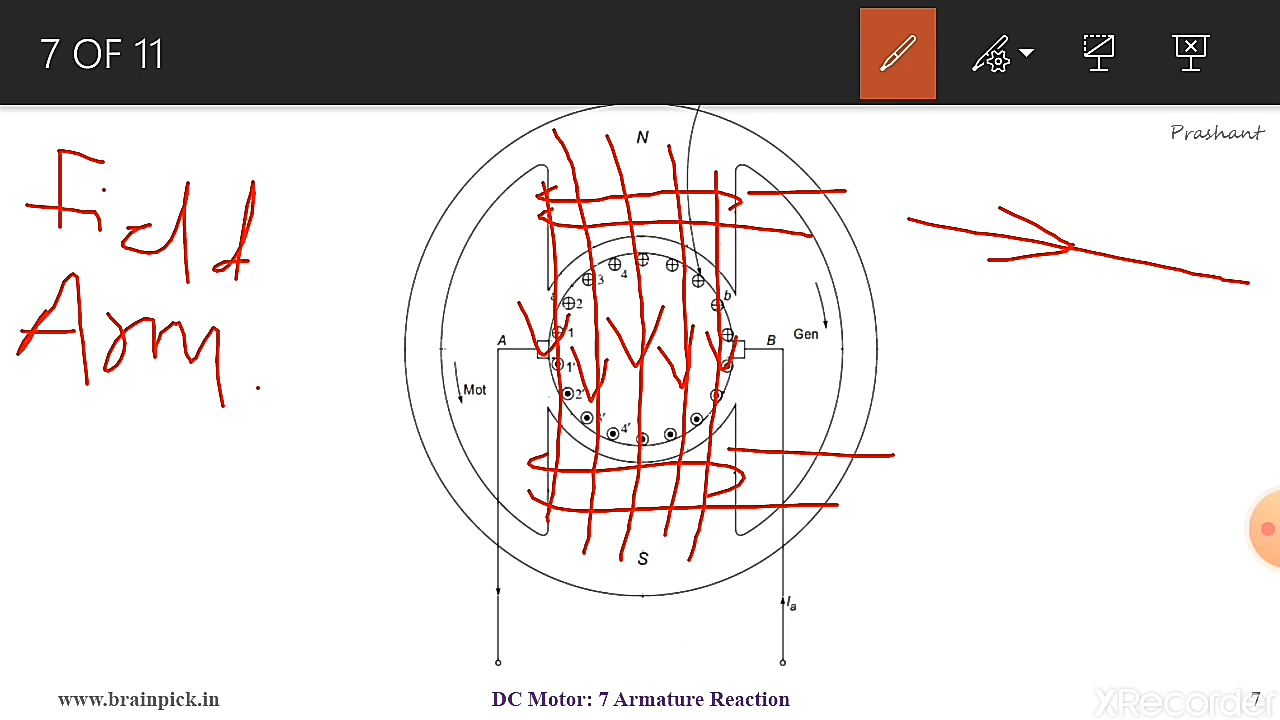 7 OF 11
Prashant
Field
Arm.
N
4
3
2
a
b
1
A
B
Gen
1'
Mot
2'
3'
4'
S
Ia
www.brainpick.in
DC Motor: 7 Armature Reaction
7
XRecorder